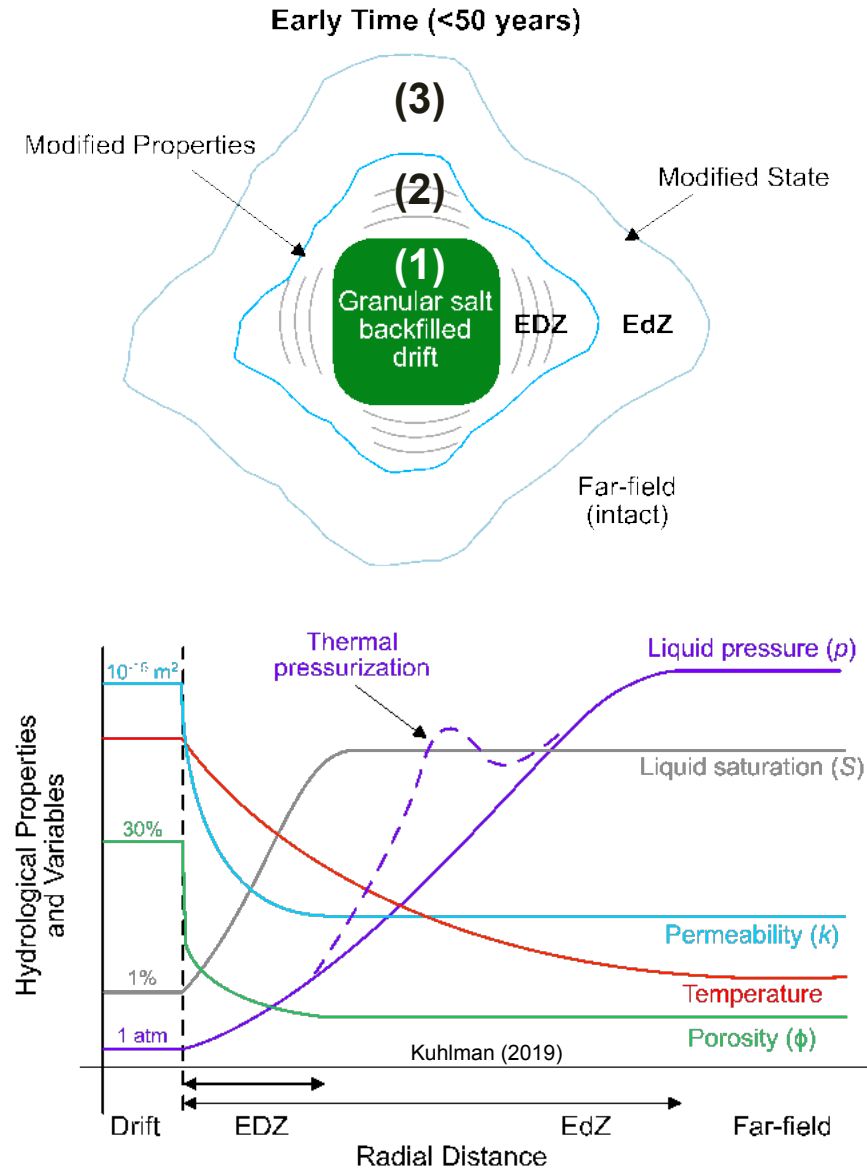 Early Time (<50 years)
(3)
Modified Properties
(2)
Modified State
(1)
Granular salt
backfilled
drift
EDZ
EdZ
Far-field
(intact)
Thermal
pressurization
Liquid pressure (p)
10⁻¹⁵ m²
Liquid saturation (S)
30%
Hydrological Properties
and Variables
Permeability (k)
1%
Temperature
1 atm
Porosity (ϕ)
Kuhlman (2019)
Drift
EDZ
EdZ
Far-field
Radial Distance